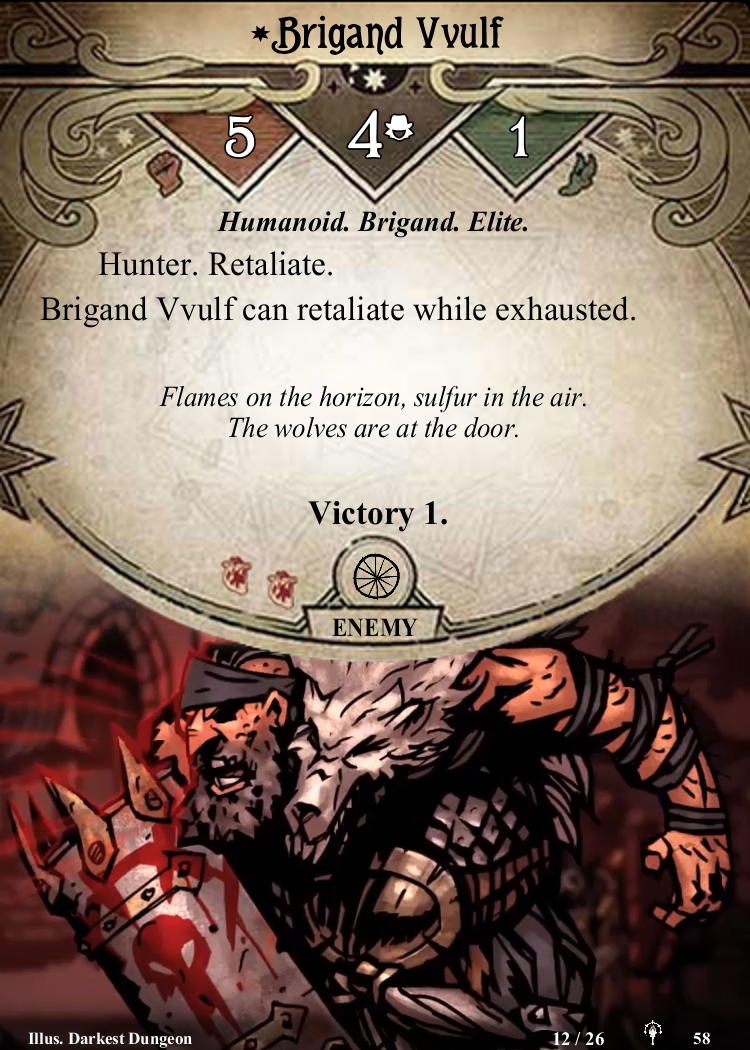 Brigand Vvulf
5 4 1
Humanoid. Brigand. Elite.
Hunter. Retaliate.
Brigand Vvulf can retaliate while exhausted.
Flames on the horizon, sulfur in the air.
The wolves are at the door.
Victory 1.
ENEMY
Illus. Darkest Dungeon 12 / 26 58